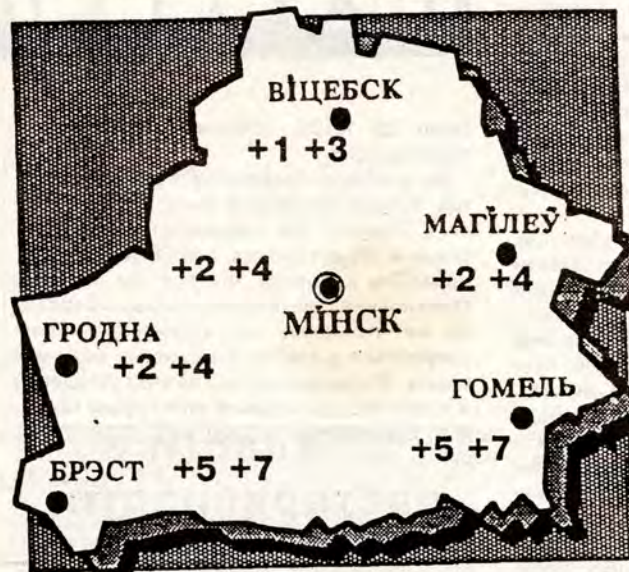 ВІЦЕБСК
+1 +3
МАГІЛЕЎ
+2 +4
+2 +4
МІНСК
ГРОДНА
+2 +4
ГОМЕЛЬ
+5 +7
БРЭСТ +5 +7